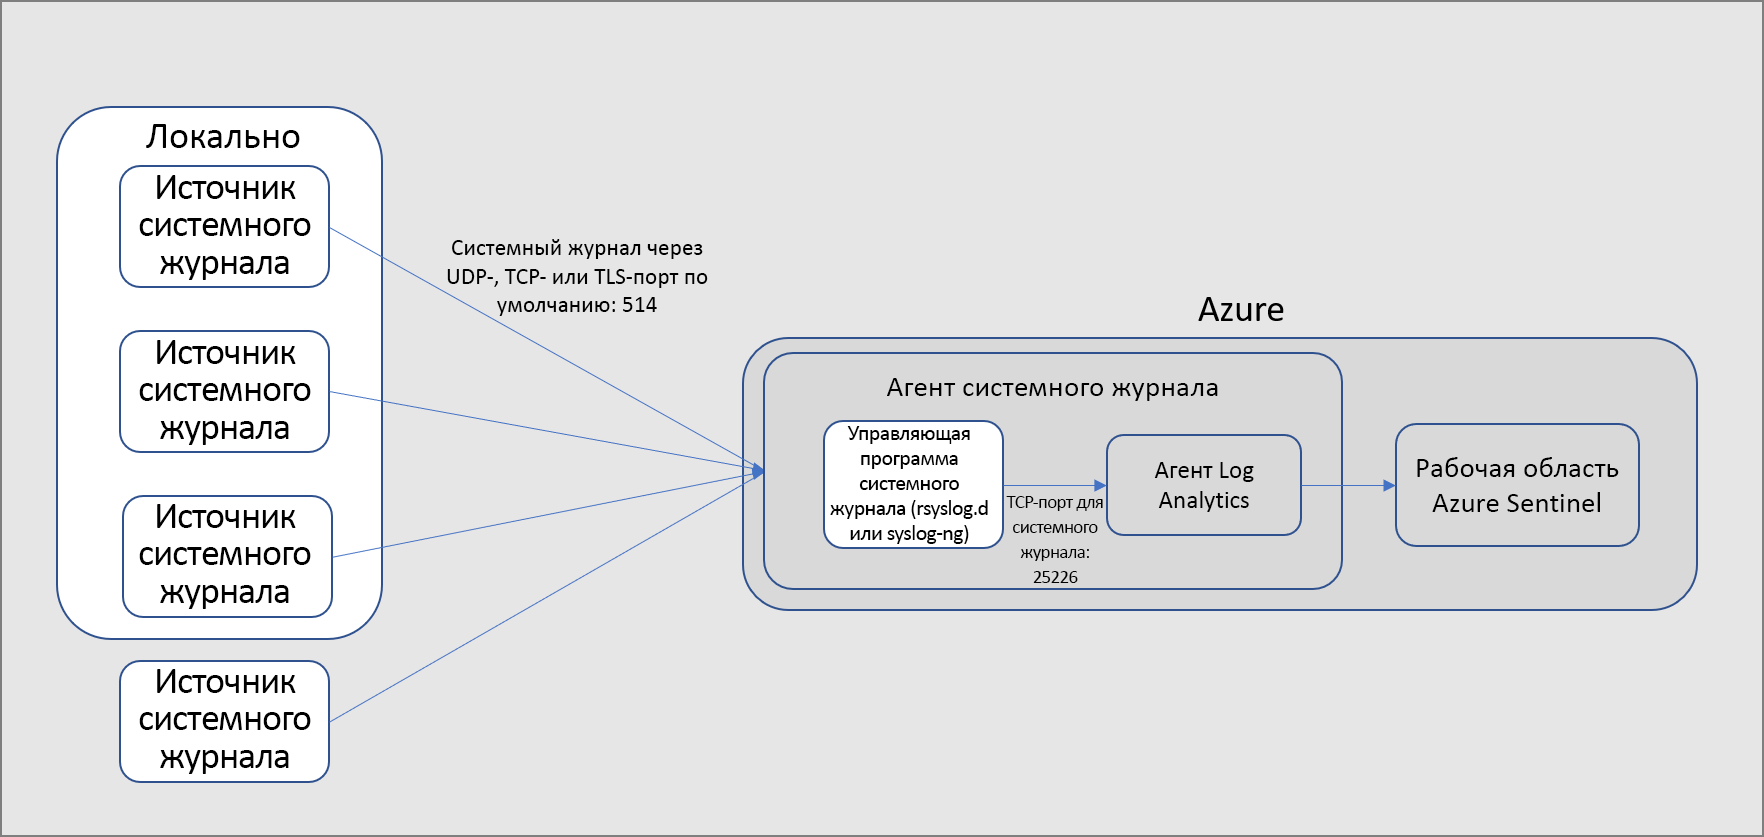 Локально
Источник
системного
журнала
Источник
системного
журнала
Источник
системного
журнала
Источник
системного
журнала
Системный журнал через
UDP-, TCP- или TLS-порт по
умолчанию: 514
Azure
Агент системного журнала
Управляющая
программа
системного
журнала (rsyslog.d
или syslog-ng)
TCP-порт для
системного
журнала:
25226
Агент Log
Analytics
Рабочая область
Azure Sentinel